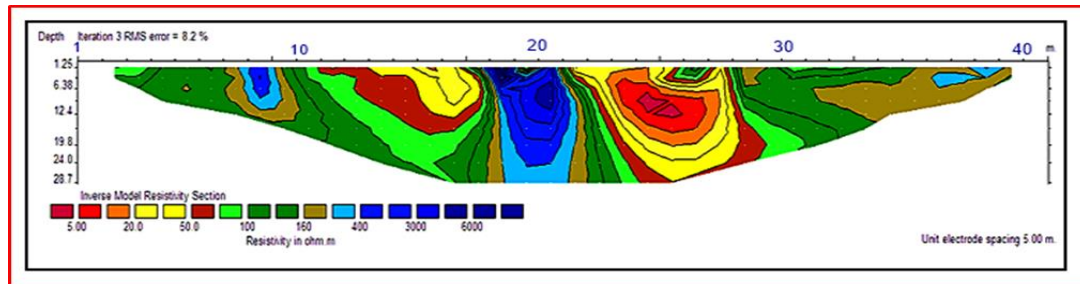 Depth Iteration 3 RMS error = 8.2 %
1 10 20 30 40 m.
1.25
6.38
12.4
19.8
24.0
28.7
Inverse Model Resistivity Section
5.00 20.0 50.0 100 160 400 3000 6000
Resistivity in ohm.m
Unit electrode spacing 5.00 m.